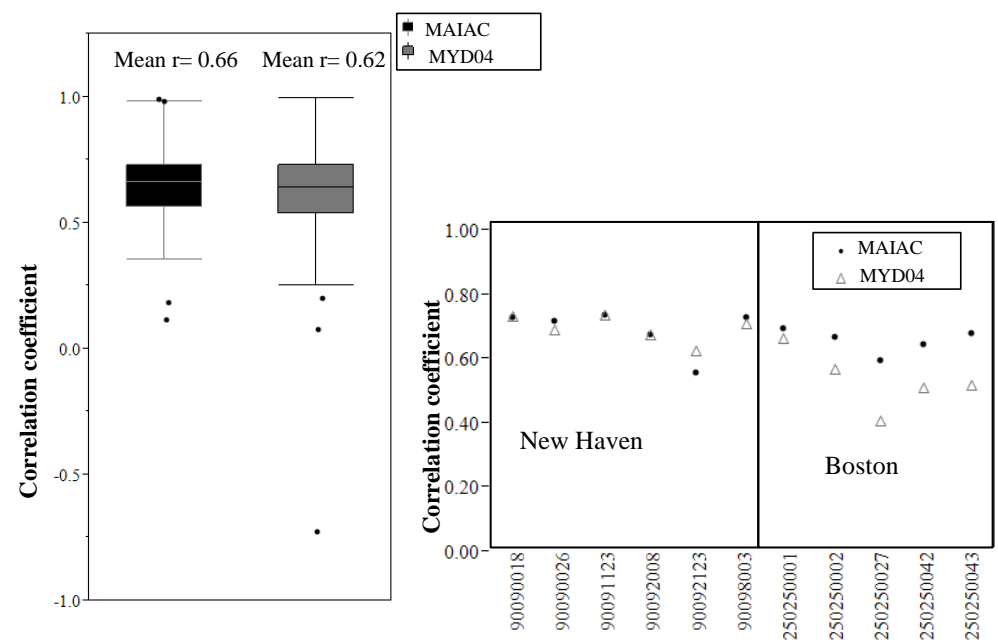 MAIAC
MYD04
Mean r= 0.66
Mean r= 0.62
1.0
0.5
0.0
-0.5
-1.0
Correlation coefficient
1.00
0.80
0.60
0.40
0.20
0.00
Correlation coefficient
MAIAC
MYD04
New Haven
Boston
90090018
90090026
90091123
90092008
90092123
90098003
250250001
250250002
250250027
250250042
250250043